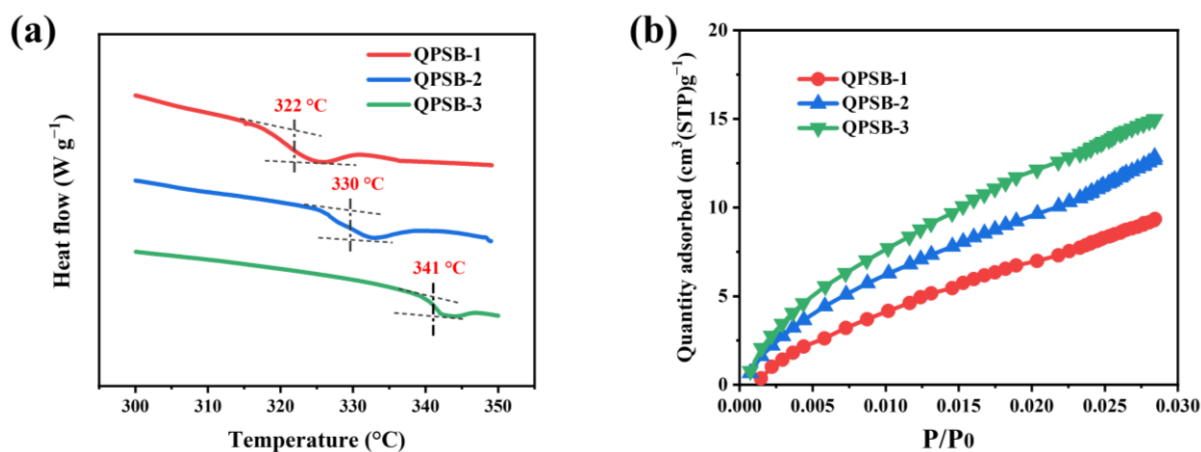 (a)
QPSB-1
QPSB-2
QPSB-3
322 °C
330 °C
341 °C
Heat flow (W g⁻¹)
300 310 320 330 340 350
Temperature (°C)
(b)
QPSB-1
QPSB-2
QPSB-3
Quantity adsorbed (cm³(STP)g⁻¹)
20
15
10
5
0
0.000 0.005 0.010 0.015 0.020 0.025 0.030
P/P₀